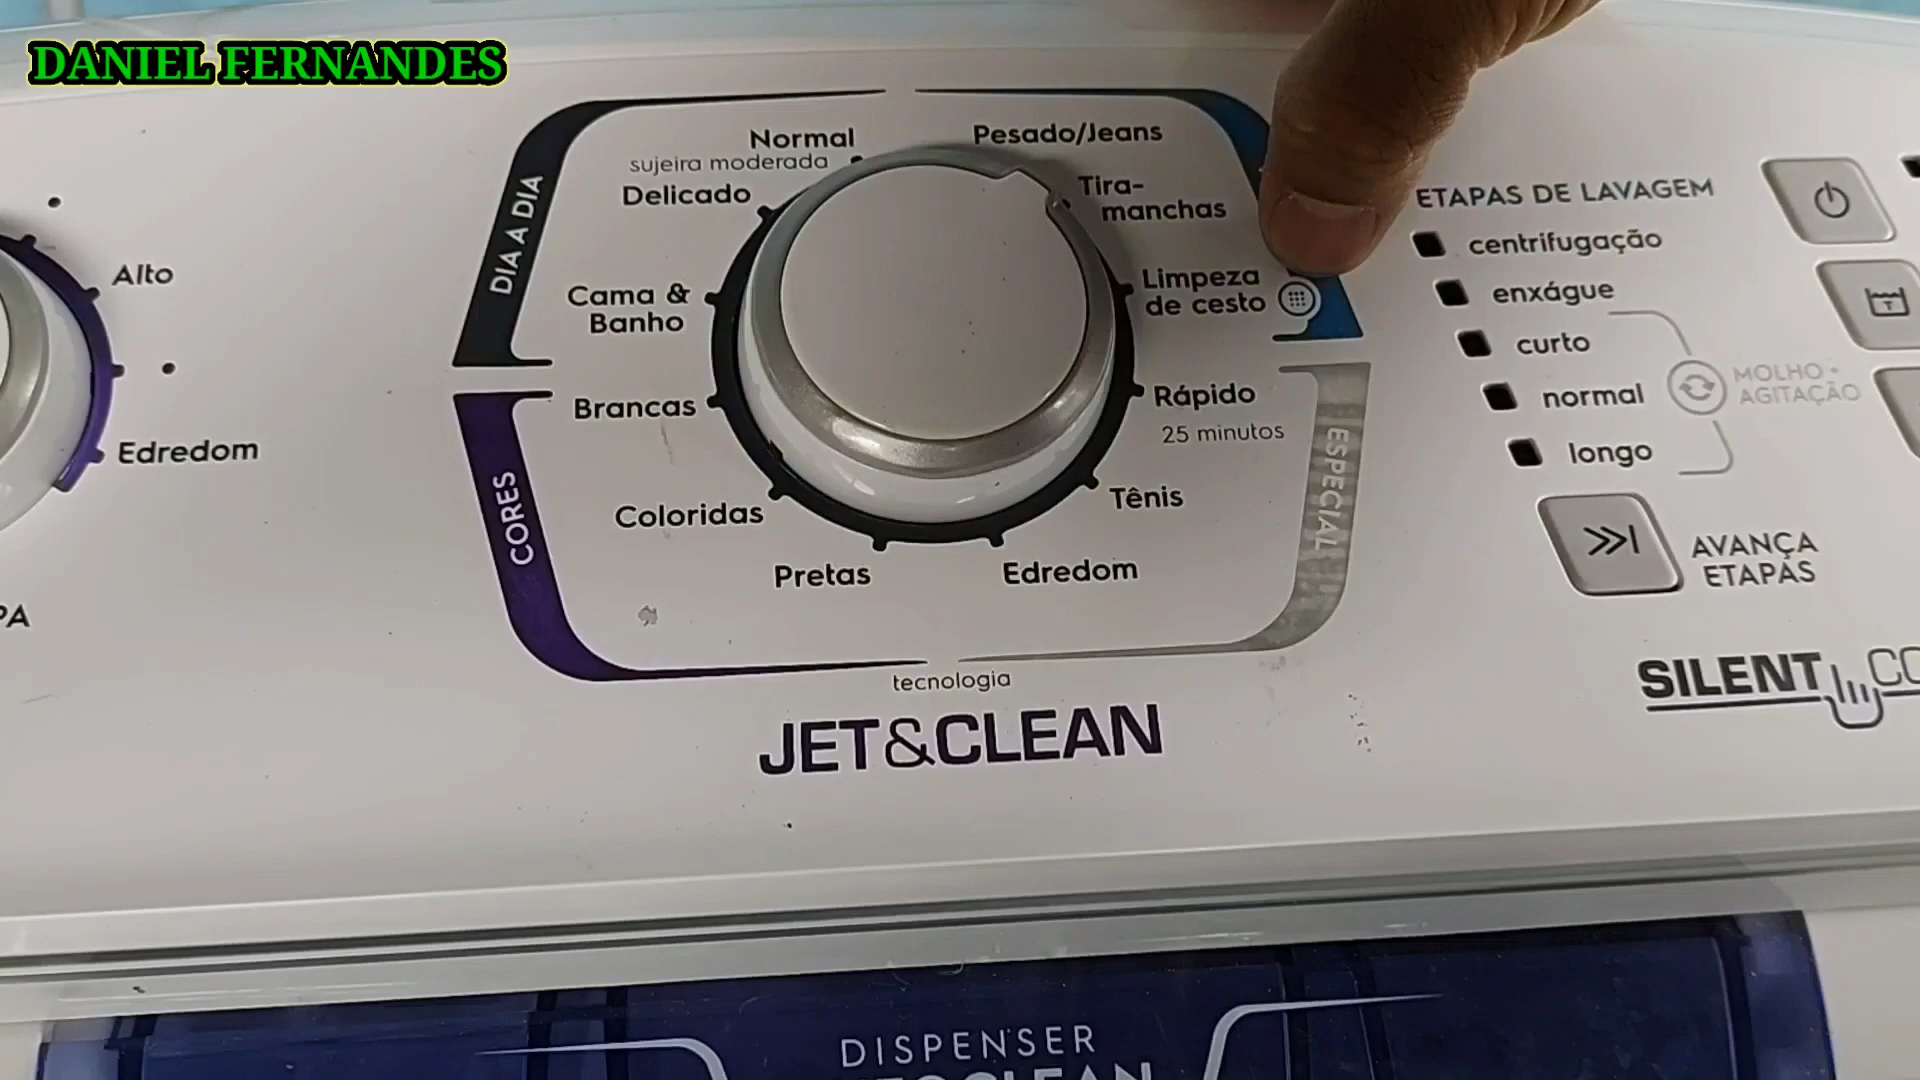 DANIEL FERNANDES
Alto
Edredom
DIA A DIA
Normal
sujeira moderada
Delicado
Cama &
Banho
CORES
Brancas
Coloridas
Pretas
Pesado/Jeans
Tira-
manchas
Limpeza
de cesto
ESPECIAL
Rápido
25 minutos
Tênis
Edredom
tecnologia
JET&CLEAN
ETAPAS DE LAVAGEM
centrifugação
enxágue
curto
normal
longo
MOLHO +
AGITAÇÃO
AVANÇA
ETAPAS
SILENT
DISPENSER